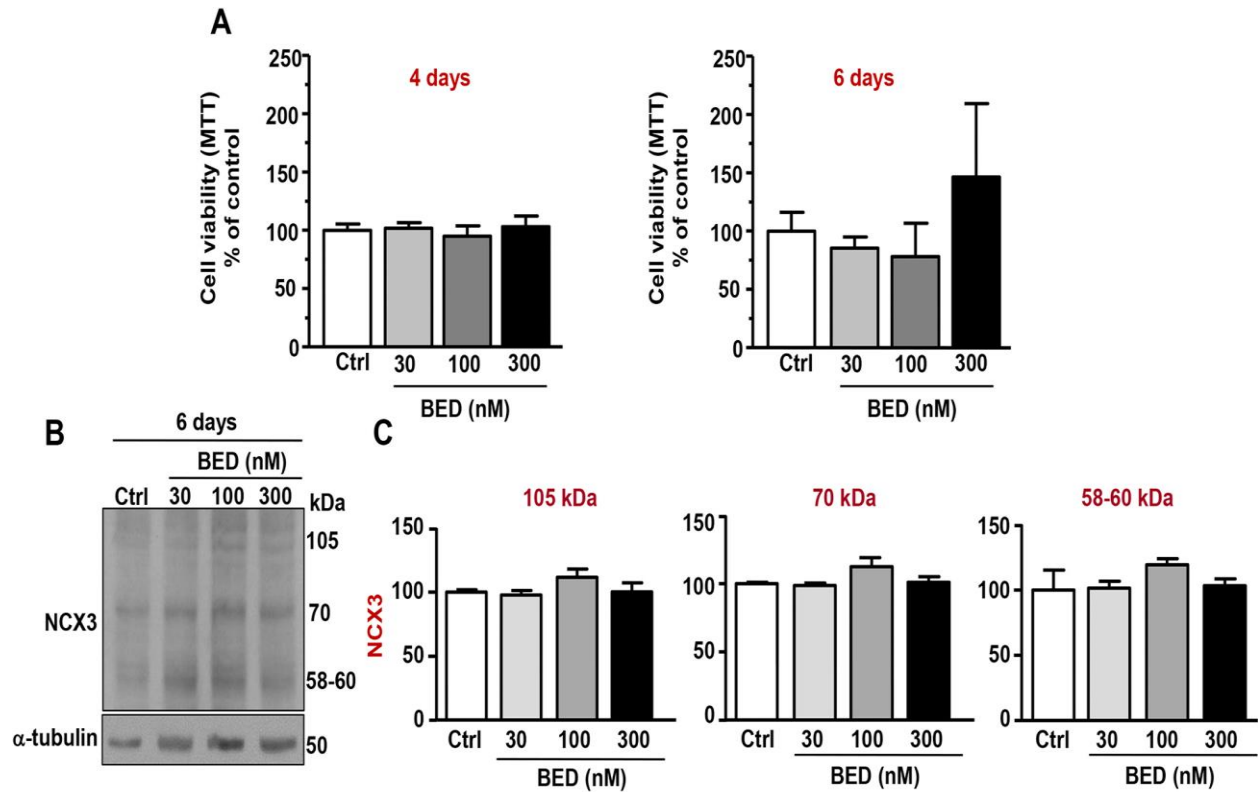 A
4 days
Cell viability (MTT)
% of control
250
200
150
100
50
0
Ctrl 30 100 300
BED (nM)
6 days
Cell viability (MTT)
% of control
250
200
150
100
50
0
Ctrl 30 100 300
BED (nM)
B
6 days
BED (nM)
Ctrl 30 100 300 kDa
105
NCX3
70
58-60
α-tubulin 50
C
NCX3
105 kDa
150
100
50
0
Ctrl 30 100 300
BED (nM)
70 kDa
150
100
50
0
Ctrl 30 100 300
BED (nM)
58-60 kDa
150
100
50
0
Ctrl 30 100 300
BED (nM)